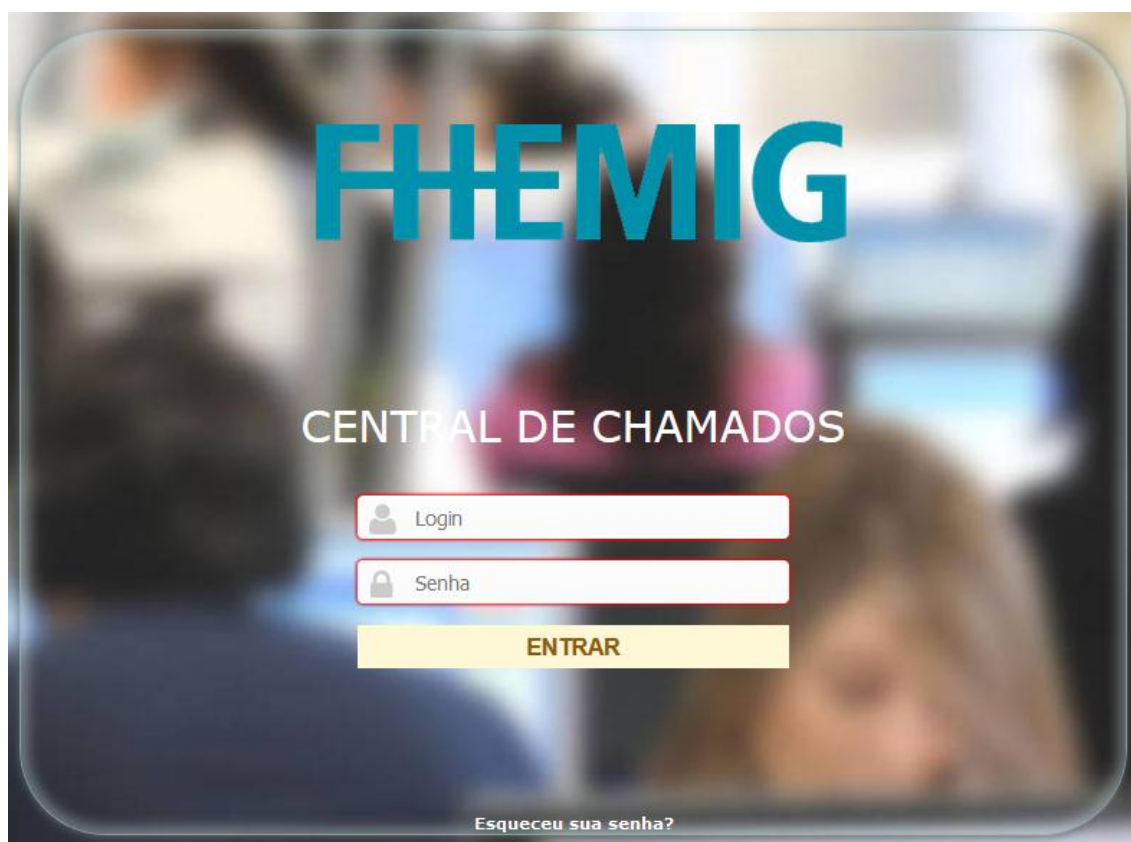 FHEMIG
CENTRAL DE CHAMADOS
Login
Senha
ENTRAR
Esqueceu sua senha?